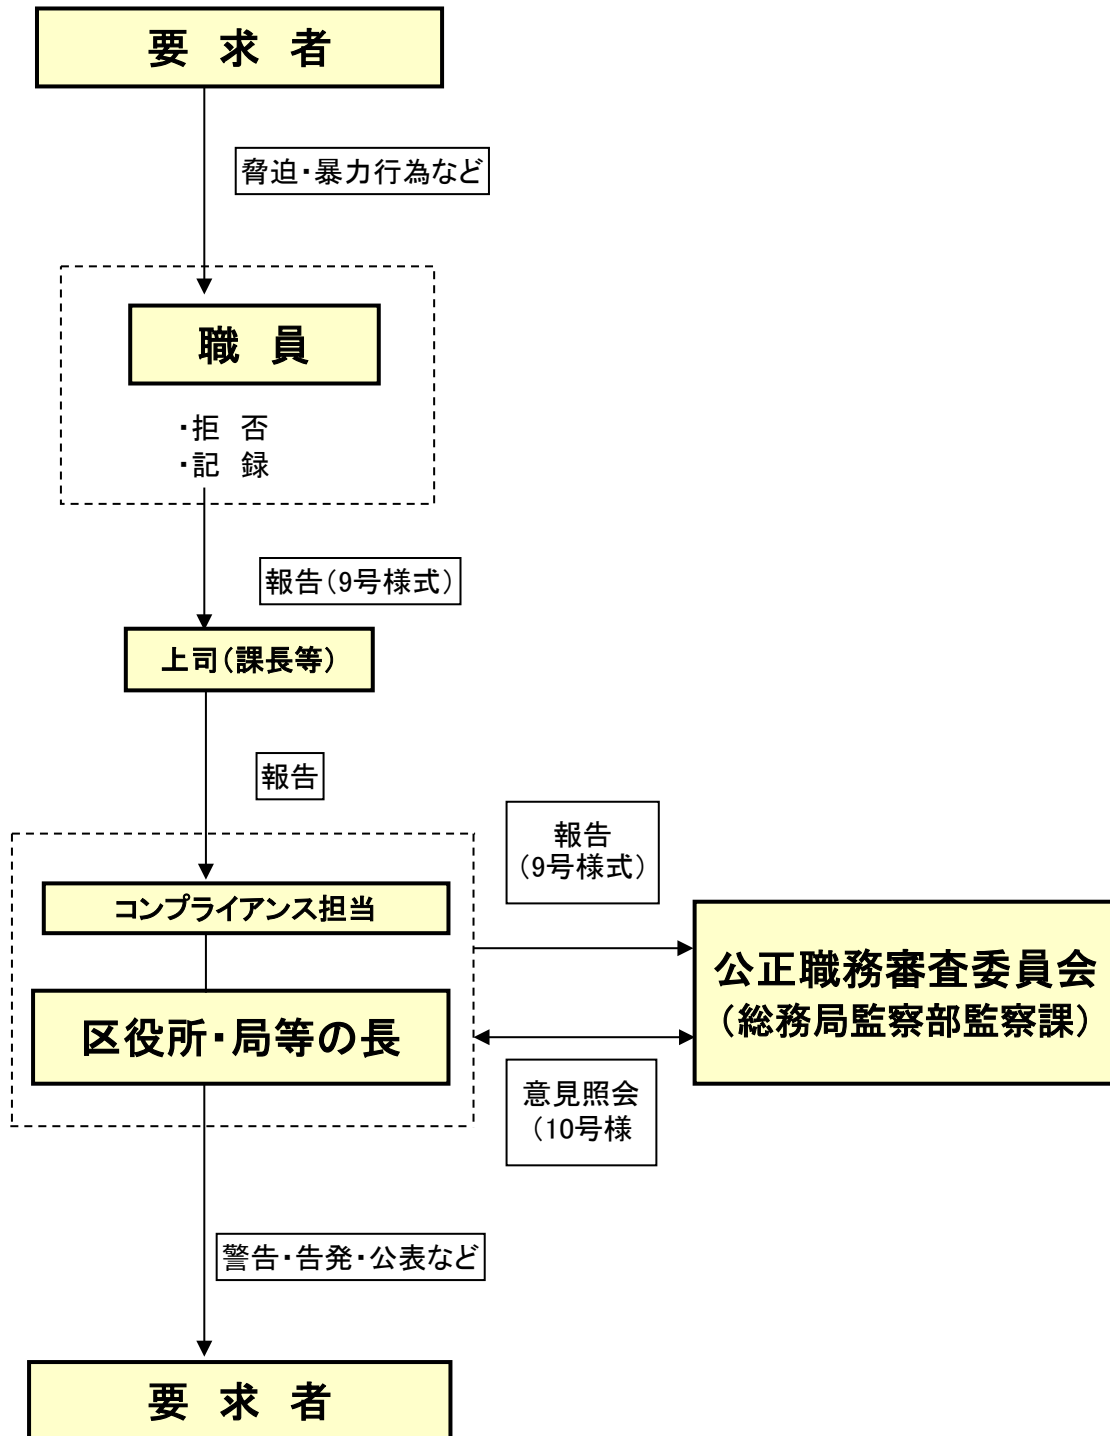 要 求 者
脅迫・暴力行為など
職 員
・拒 否
・記 録
報告(9号様式)
上司(課長等)
報告
報告
(9号様式)
コンプライアンス担当
公正職務審査委員会
(総務局監察部監察課)
区役所・局等の長
意見照会
(10号様
警告・告発・公表など
要 求 者